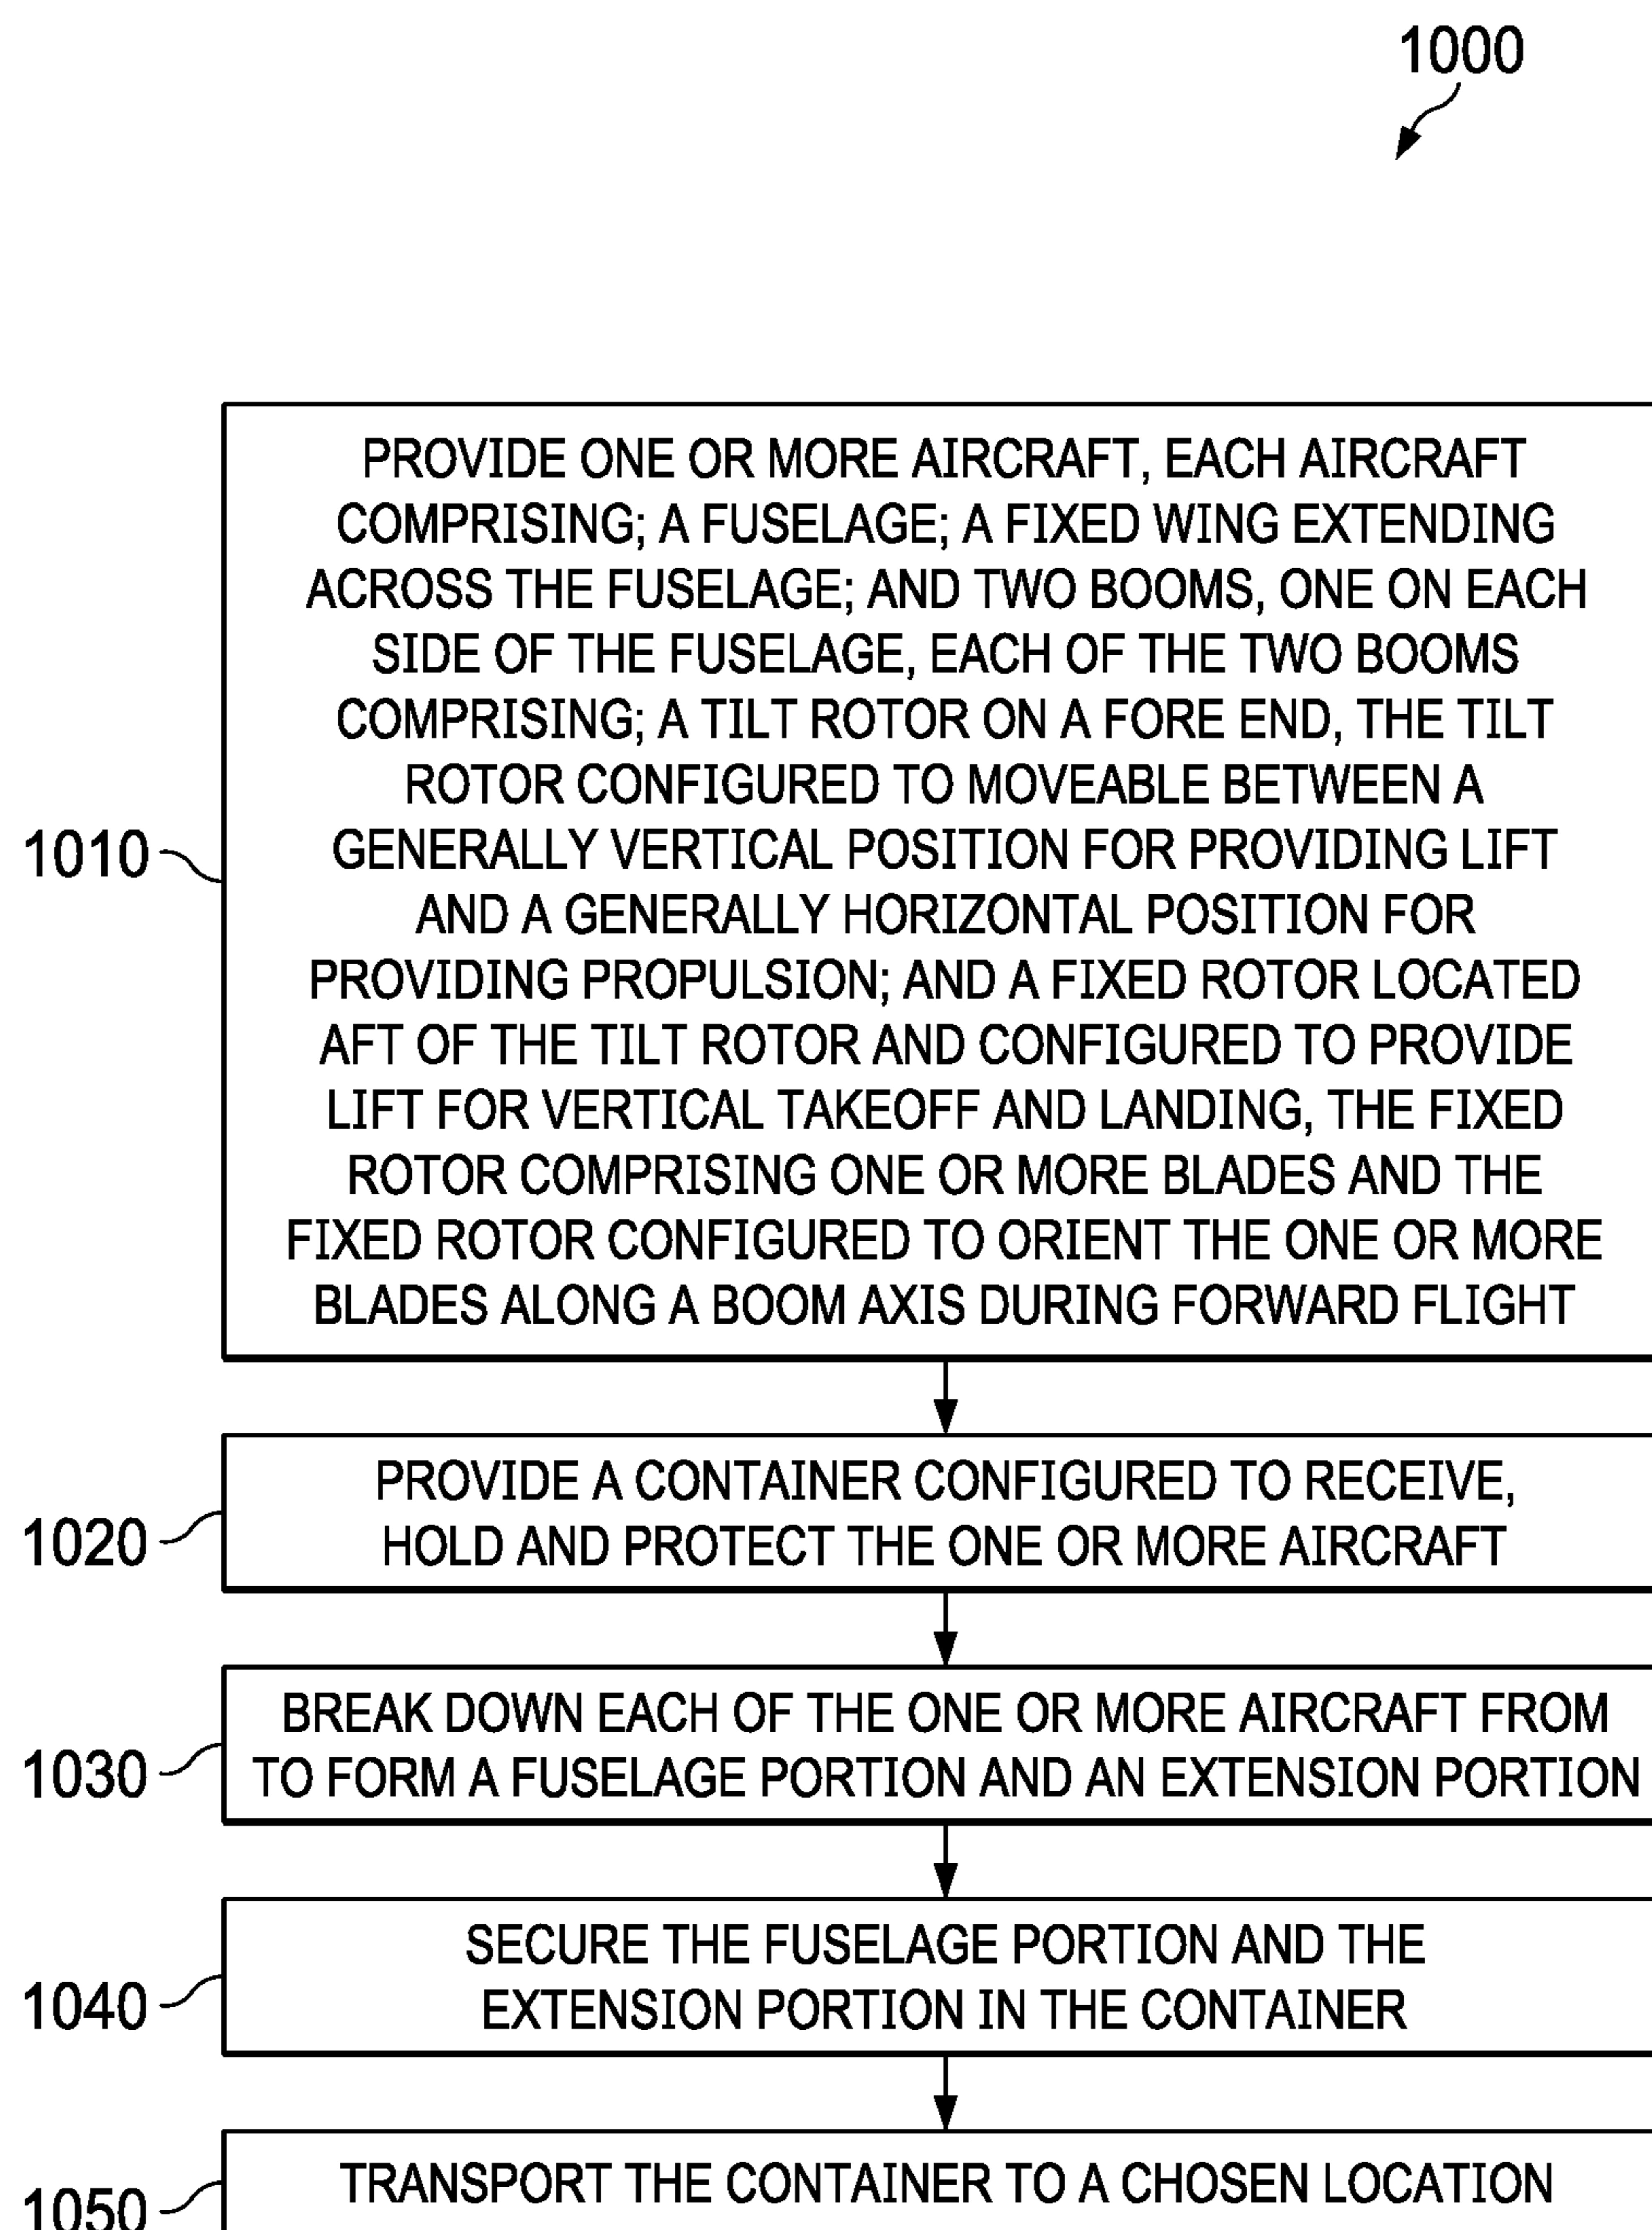 1000
PROVIDE ONE OR MORE AIRCRAFT, EACH AIRCRAFT
COMPRISING; A FUSELAGE; A FIXED WING EXTENDING
ACROSS THE FUSELAGE; AND TWO BOOMS, ONE ON EACH
SIDE OF THE FUSELAGE, EACH OF THE TWO BOOMS
COMPRISING; A TILT ROTOR ON A FORE END, THE TILT
ROTOR CONFIGURED TO MOVEABLE BETWEEN A
GENERALLY VERTICAL POSITION FOR PROVIDING LIFT
AND A GENERALLY HORIZONTAL POSITION FOR
PROVIDING PROPULSION; AND A FIXED ROTOR LOCATED
AFT OF THE TILT ROTOR AND CONFIGURED TO PROVIDE
LIFT FOR VERTICAL TAKEOFF AND LANDING, THE FIXED
ROTOR COMPRISING ONE OR MORE BLADES AND THE
FIXED ROTOR CONFIGURED TO ORIENT THE ONE OR MORE
BLADES ALONG A BOOM AXIS DURING FORWARD FLIGHT
1010
PROVIDE A CONTAINER CONFIGURED TO RECEIVE,
HOLD AND PROTECT THE ONE OR MORE AIRCRAFT
1020
BREAK DOWN EACH OF THE ONE OR MORE AIRCRAFT FROM
TO FORM A FUSELAGE PORTION AND AN EXTENSION PORTION
1030
SECURE THE FUSELAGE PORTION AND THE
EXTENSION PORTION IN THE CONTAINER
1040
TRANSPORT THE CONTAINER TO A CHOSEN LOCATION
1050